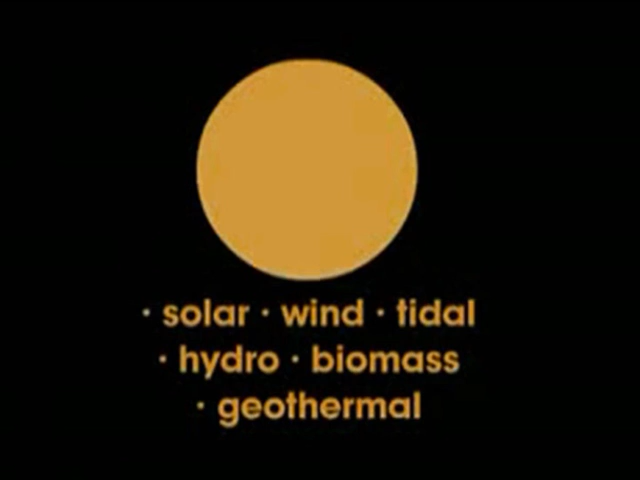 · solar · wind · tidal
· hydro · biomass
· geothermal